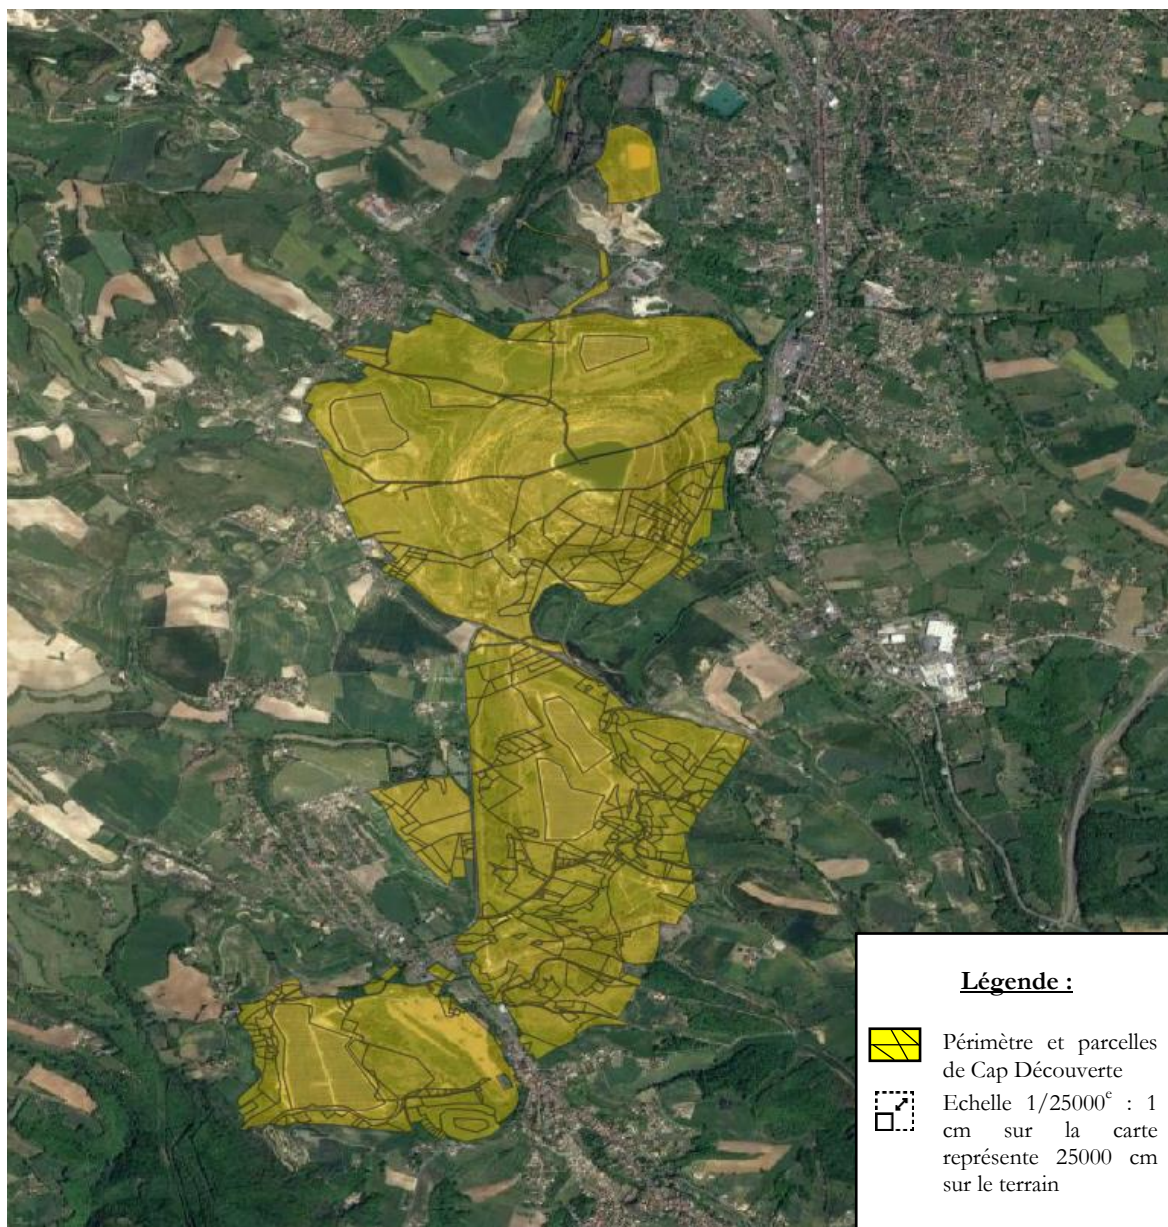 Légende :
Périmètre et parcelles
de Cap Découverte
Echelle 1/25000e : 1
cm sur la carte
représente 25000 cm
sur le terrain